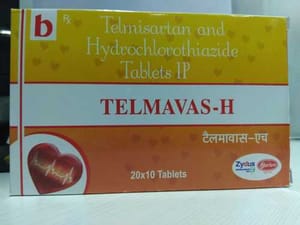 b
Rx
Telmisartan and
Hydrochlorothiazide
Tablets IP
TELMAVAS-H
टैलमावास-एच
20x10 Tablets
Zydus